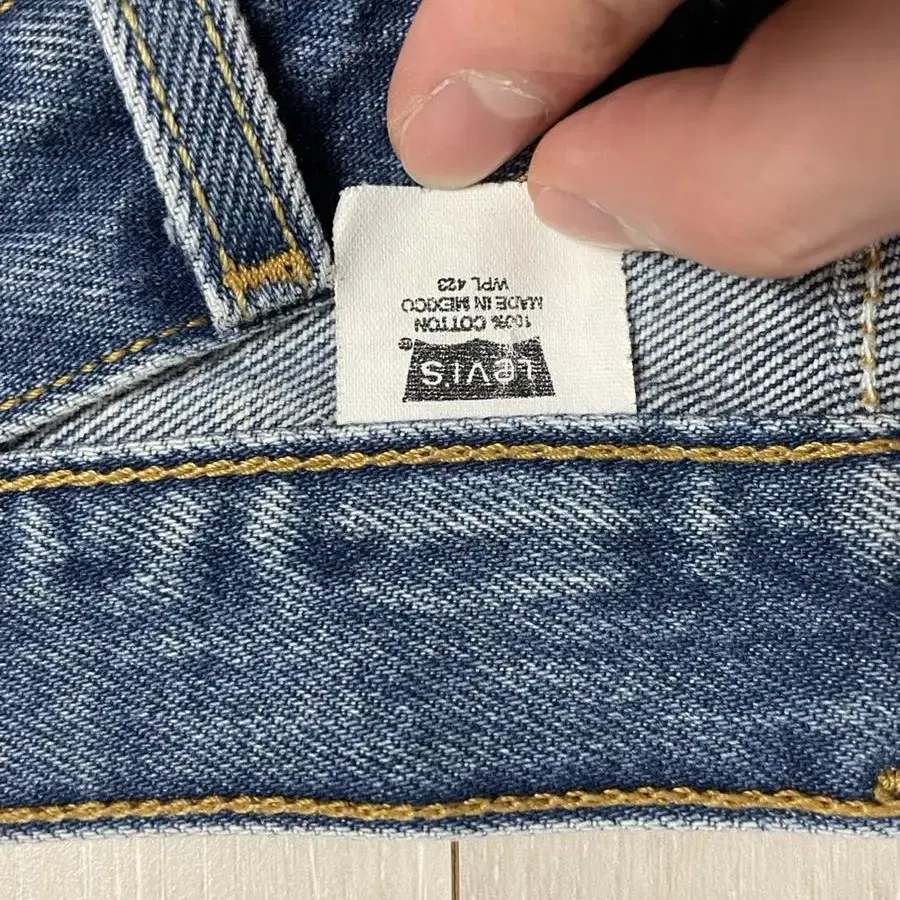 LEVI'S ®
100% COTTON
MADE IN MEXICO
WPL 423